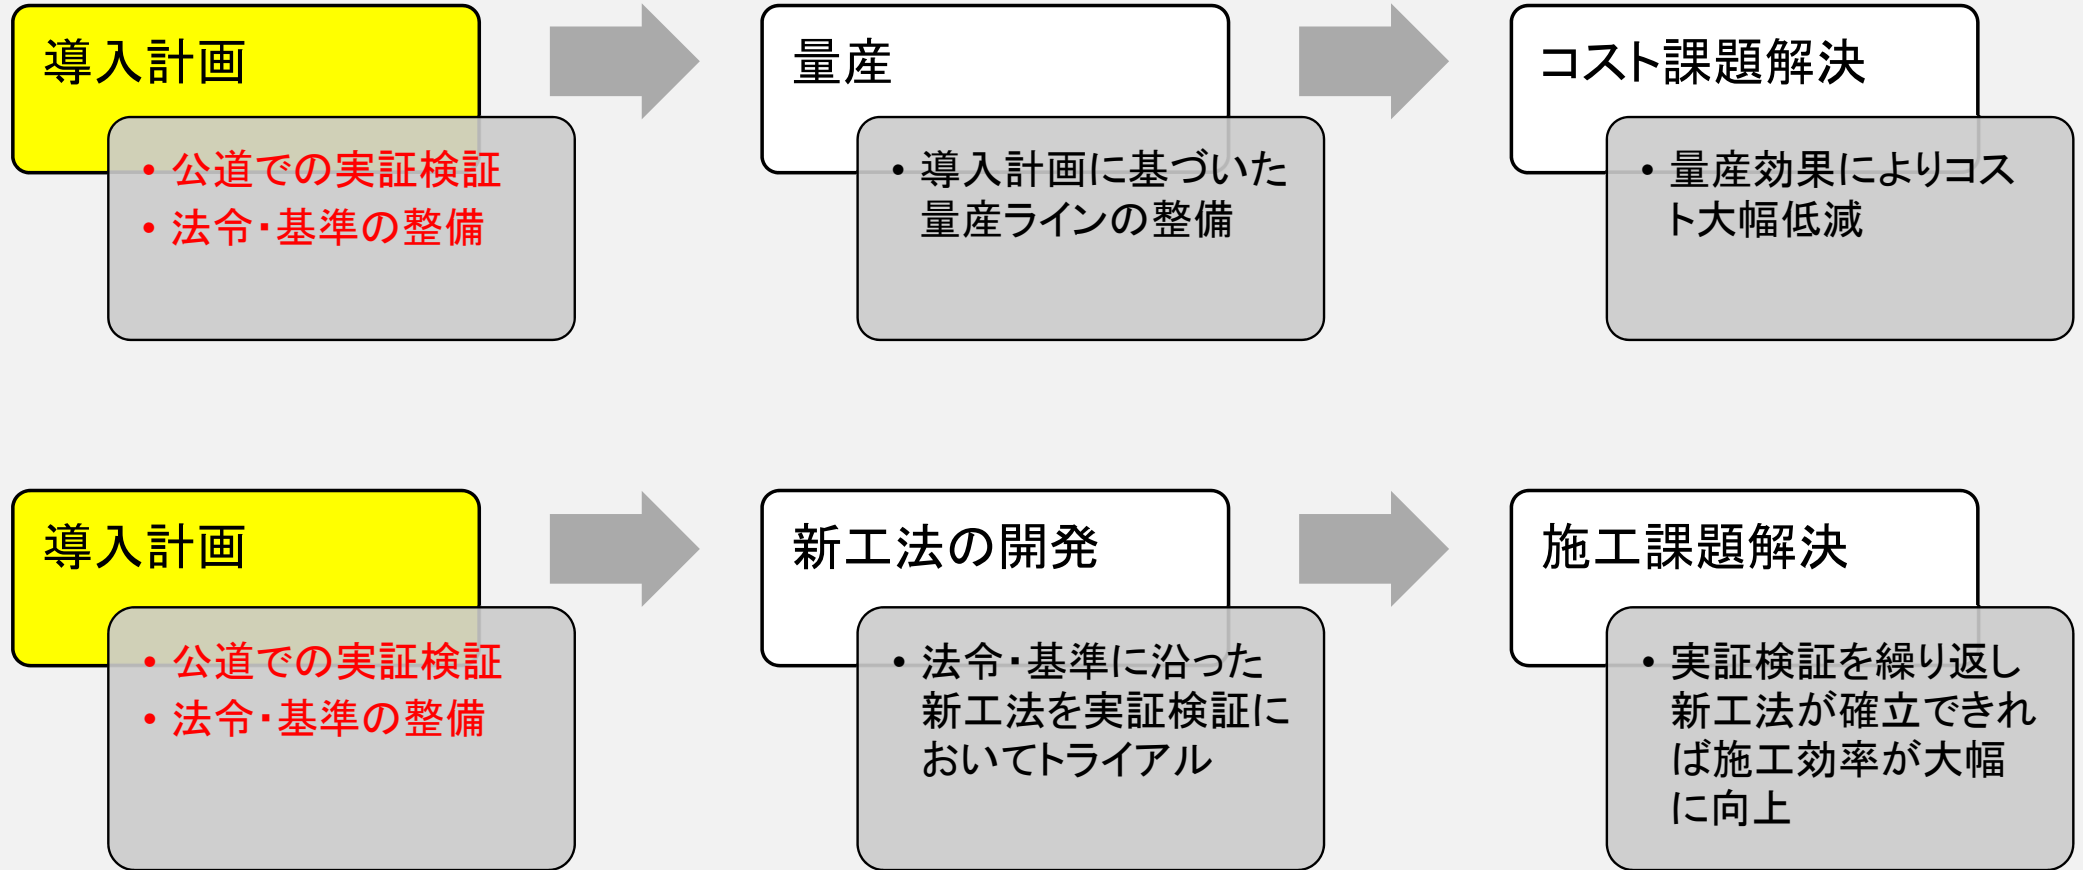 導入計画
• 公道での実証検証
• 法令・基準の整備
量産
• 導入計画に基づいた
量産ラインの整備
コスト課題解決
• 量産効果によりコス
ト大幅低減
導入計画
• 公道での実証検証
• 法令・基準の整備
新工法の開発
• 法令・基準に沿った
新工法を実証検証に
おいてトライアル
施工課題解決
• 実証検証を繰り返し
新工法が確立できれ
ば施工効率が大幅
に向上